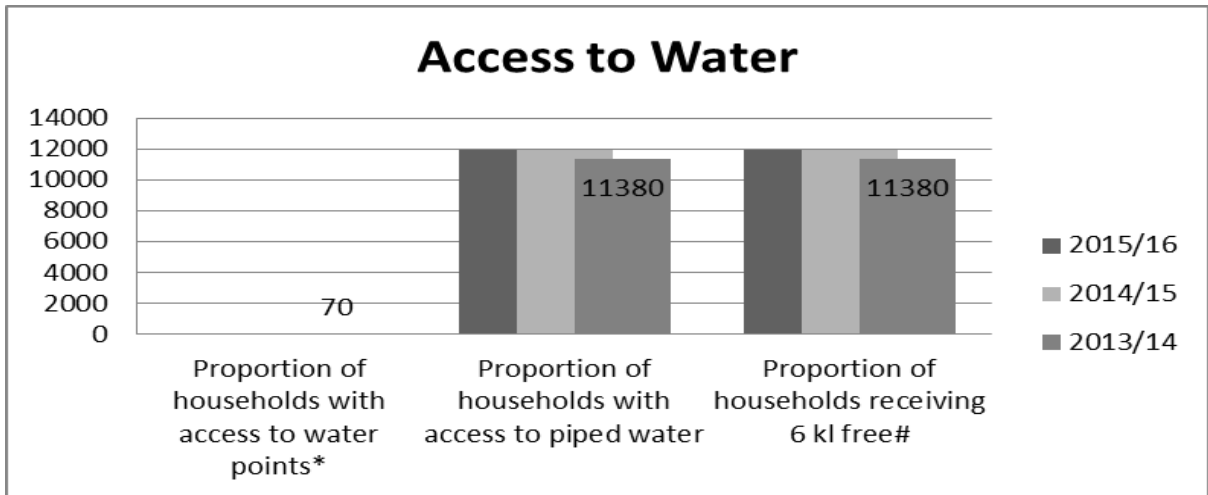 Access to Water
14000
12000
10000
8000
6000
4000
2000
0
70
11380
11380
Proportion of
households with
access to water
points*
Proportion of
households with
access to piped water
Proportion of
households receiving
6 kl free#
2015/16
2014/15
2013/14